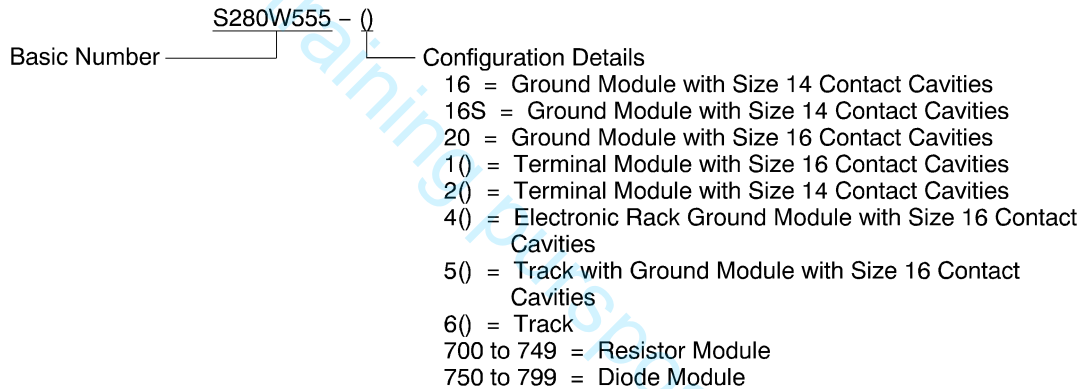 S280W555 – ()
Basic Number
Configuration Details
16 = Ground Module with Size 14 Contact Cavities
16S = Ground Module with Size 14 Contact Cavities
20 = Ground Module with Size 16 Contact Cavities
1() = Terminal Module with Size 16 Contact Cavities
2() = Terminal Module with Size 14 Contact Cavities
4() = Electronic Rack Ground Module with Size 16 Contact
Cavities
5() = Track with Ground Module with Size 16 Contact
Cavities
6() = Track
700 to 749 = Resistor Module
750 to 799 = Diode Module